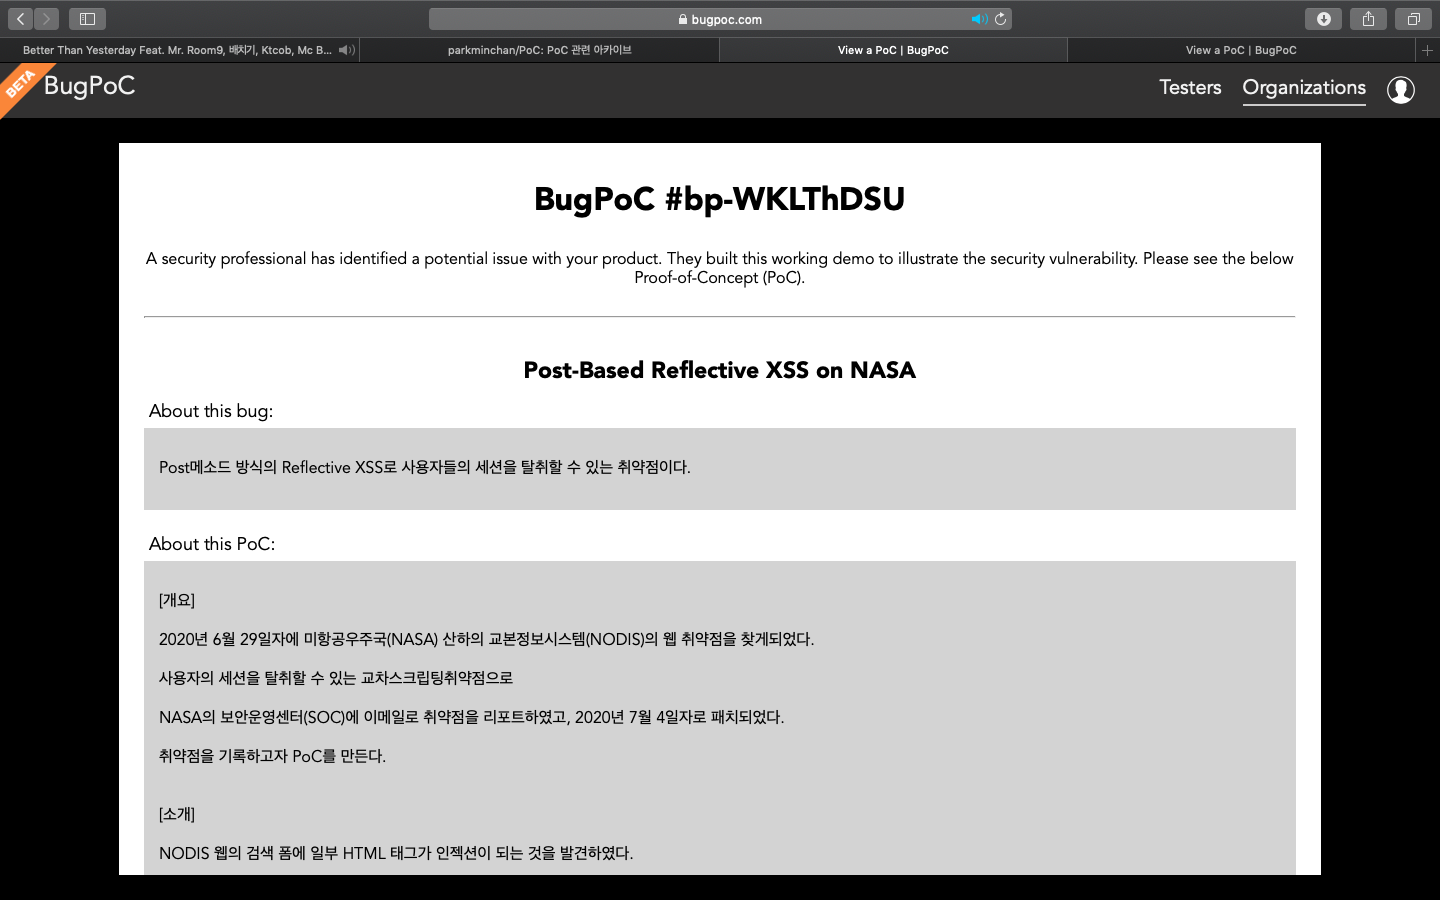 bugpoc.com
Better Than Yesterday Feat. Mr. Room9, 배치기, Ktcob, Mc B...
parkminchan/PoC: PoC 관련 아카이브
View a PoC | BugPoC
View a PoC | BugPoC
BETA
BugPoC
Testers
Organizations
BugPoC #bp-WKLThDSU
A security professional has identified a potential issue with your product. They built this working demo to illustrate the security vulnerability. Please see the below
Proof-of-Concept (PoC).
Post-Based Reflective XSS on NASA
About this bug:
Post메소드 방식의 Reflective XSS로 사용자들의 세션을 탈취할 수 있는 취약점이다.
About this PoC:
[개요]
2020년 6월 29일자에 미항공우주국(NASA) 산하의 교본정보시스템(NODIS)의 웹 취약점을 찾게되었다.
사용자의 세션을 탈취할 수 있는 교차스크립팅취약점으로
NASA의 보안운영센터(SOC)에 이메일로 취약점을 리포트하였고, 2020년 7월 4일자로 패치되었다.
취약점을 기록하고자 PoC를 만든다.
[소개]
NODIS 웹의 검색 폼에 일부 HTML 태그가 인젝션이 되는 것을 발견하였다.